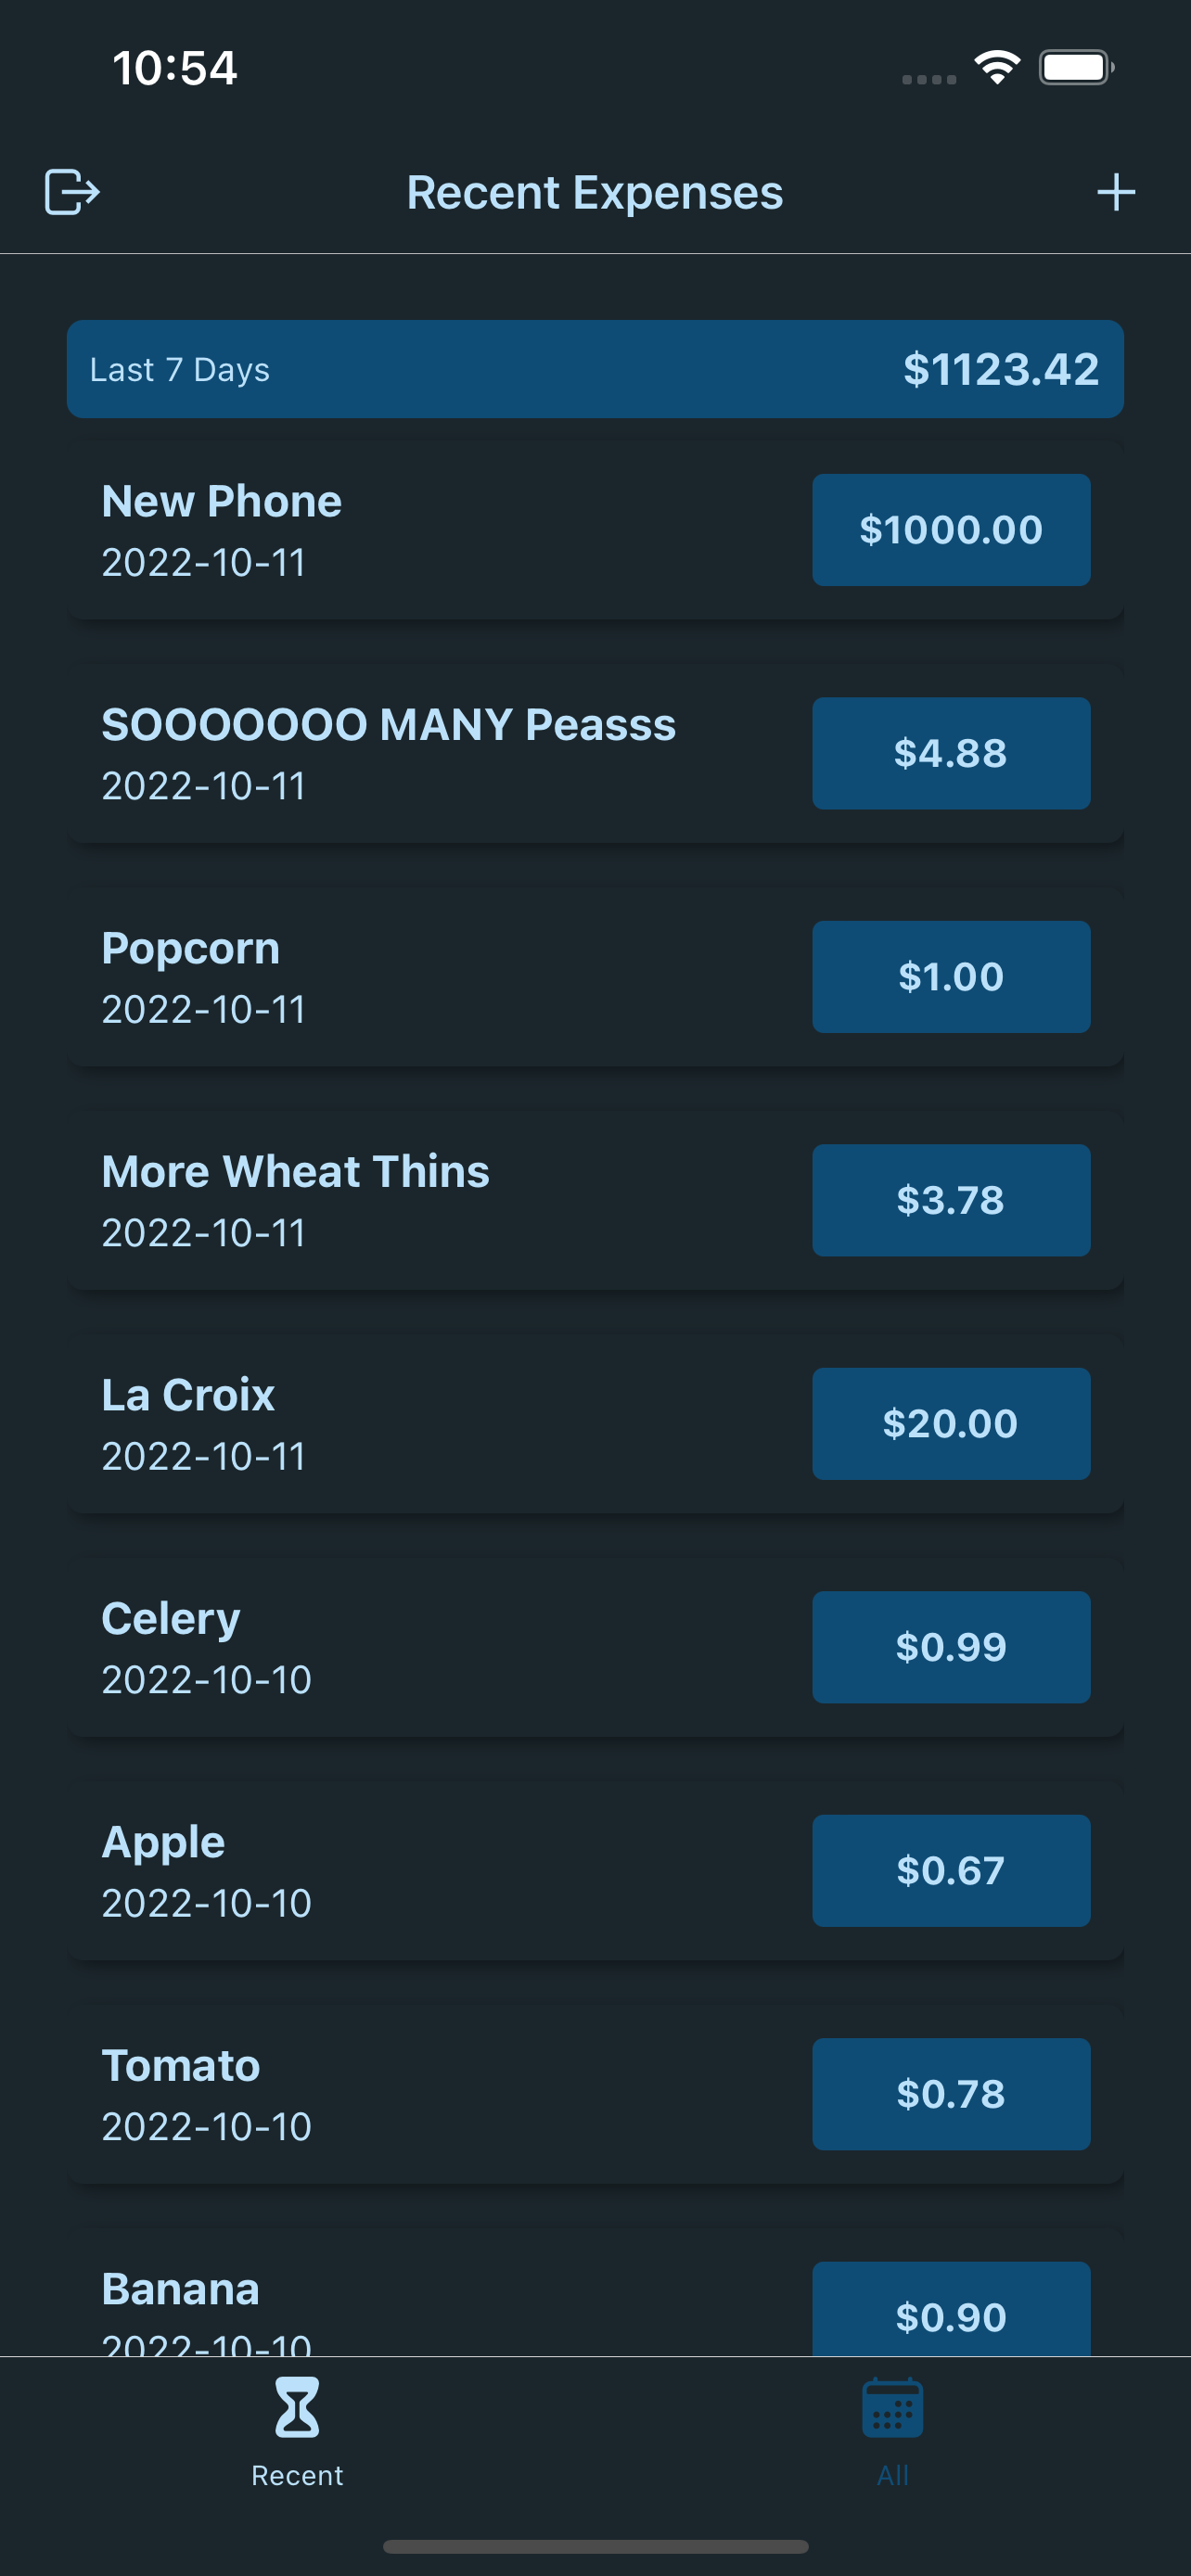 10:54
Recent Expenses
Last 7 Days $1123.42
New Phone
2022-10-11
$1000.00
SOOOOOOO MANY Peasss
2022-10-11
$4.88
Popcorn
2022-10-11
$1.00
More Wheat Thins
2022-10-11
$3.78
La Croix
2022-10-11
$20.00
Celery
2022-10-10
$0.99
Apple
2022-10-10
$0.67
Tomato
2022-10-10
$0.78
Banana
2022-10-10
$0.90
Recent
All